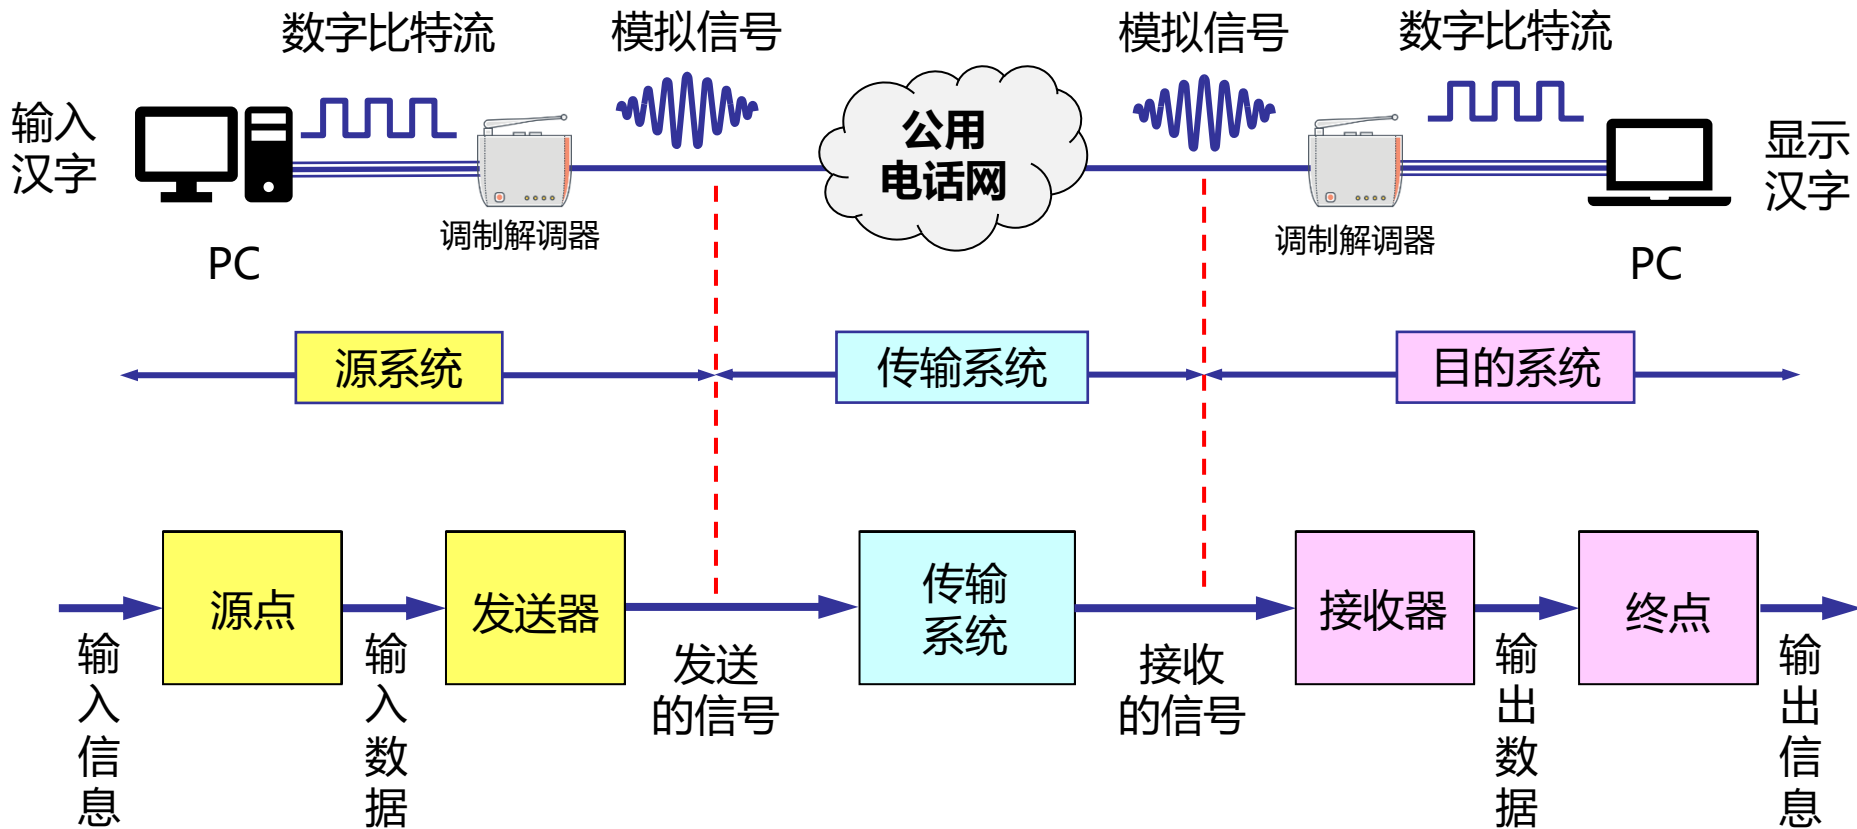 数字比特流
模拟信号
模拟信号
数字比特流
输入
汉字
公用
电话网
显示
汉字
调制解调器
调制解调器
PC
PC
源系统
传输系统
目的系统
源点
发送器
传输
系统
接收器
终点
输入信息
输入数据
发送
的信号
接收
的信号
输出数据
输出信息